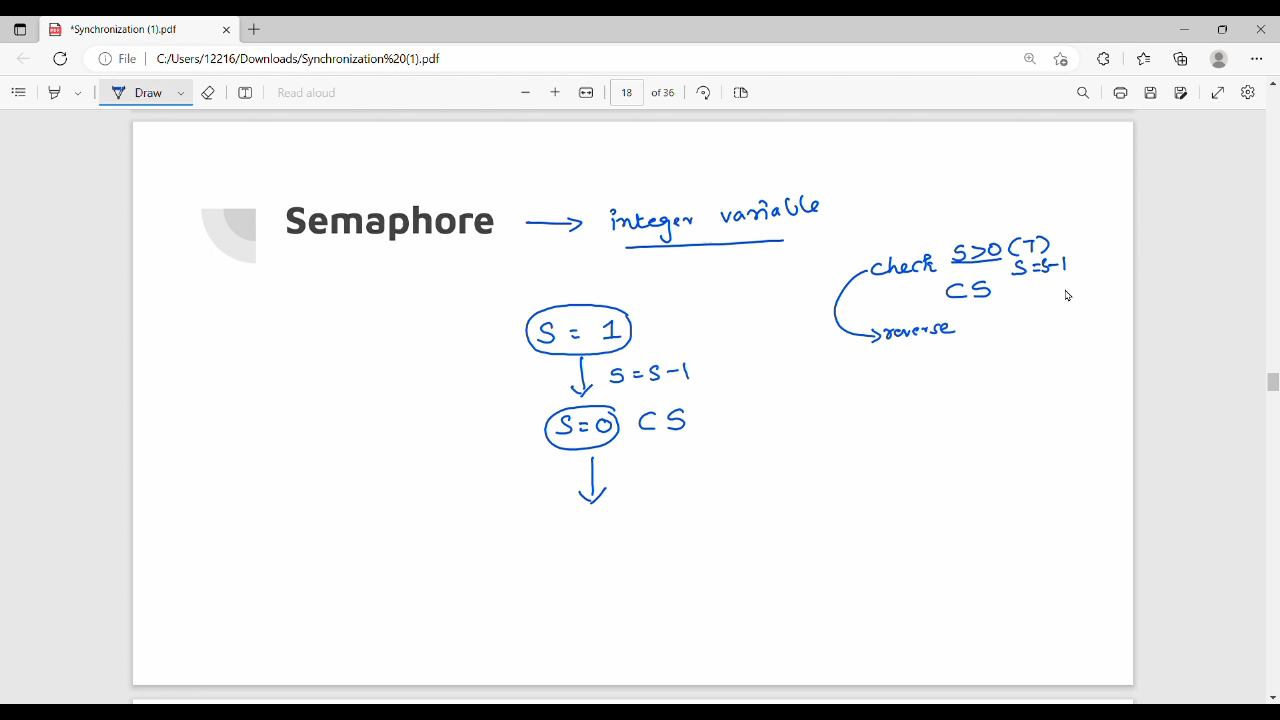 *Synchronization (1).pdf
File C:/Users/12216/Downloads/Synchronization%20(1).pdf
Draw Read aloud 18 of 36
Semaphore → integer variable
check S>0 (T)
S=S-1
CS
reverse
S = 1
S=S-1
S=0 CS